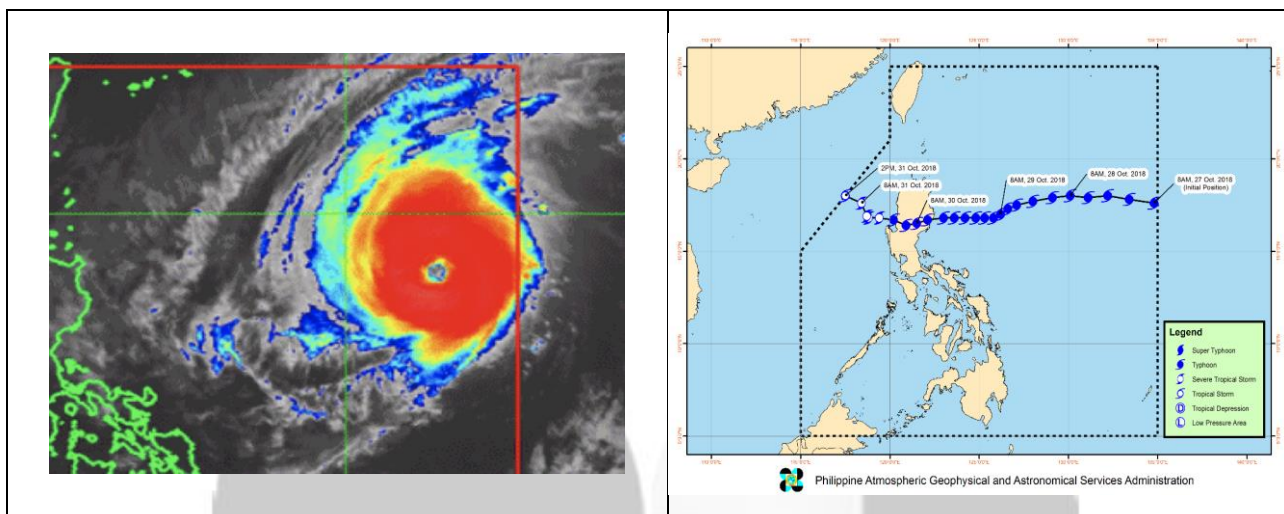 2PM, 31 Oct, 2018
8AM, 31 Oct. 2018
8AM, 30 Oct. 2018
8AM, 29 Oct. 2018
8AM, 28 Oct. 2018
8AM, 27 Oct. 2018
(Initial Position)
Legend
Super Typhoon
Typhoon
Severe Tropical Storm
Tropical Storm
D Tropical Depression
L Low Pressure Area
Philippine Atmospheric Geophysical and Astronomical Services Administration